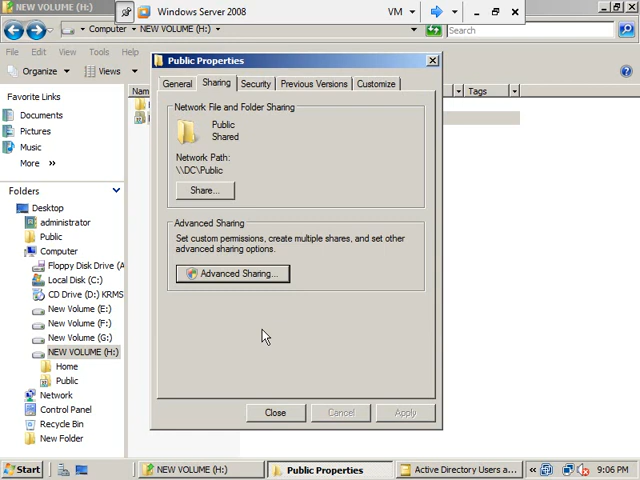 NEW VOLUME (H:)
Windows Server 2008
VM
Computer
NEW VOLUME (H:)
Search
File
Edit
View
Tools
Help
Organize
Views
Nam
Tags
Favorite Links
Documents
Pictures
Music
More »
Folders
Desktop
administrator
Public
Computer
Floppy Disk Drive (A
Local Disk (C:)
CD Drive (D:) KRMS
New Volume (E:)
New Volume (F:)
New Volume (G:)
NEW VOLUME (H:)
Home
Public
Network
Control Panel
Recycle Bin
New Folder
Public Properties
General
Sharing
Security
Previous Versions
Customize
Network File and Folder Sharing
Public
Shared
Network Path:
\\DC\Public
Share...
Advanced Sharing
Set custom permissions, create multiple shares, and set other
advanced sharing options.
Advanced Sharing...
Close
Cancel
Apply
Start
NEW VOLUME (H:)
Public Properties
Active Directory Users a...
9:06 PM